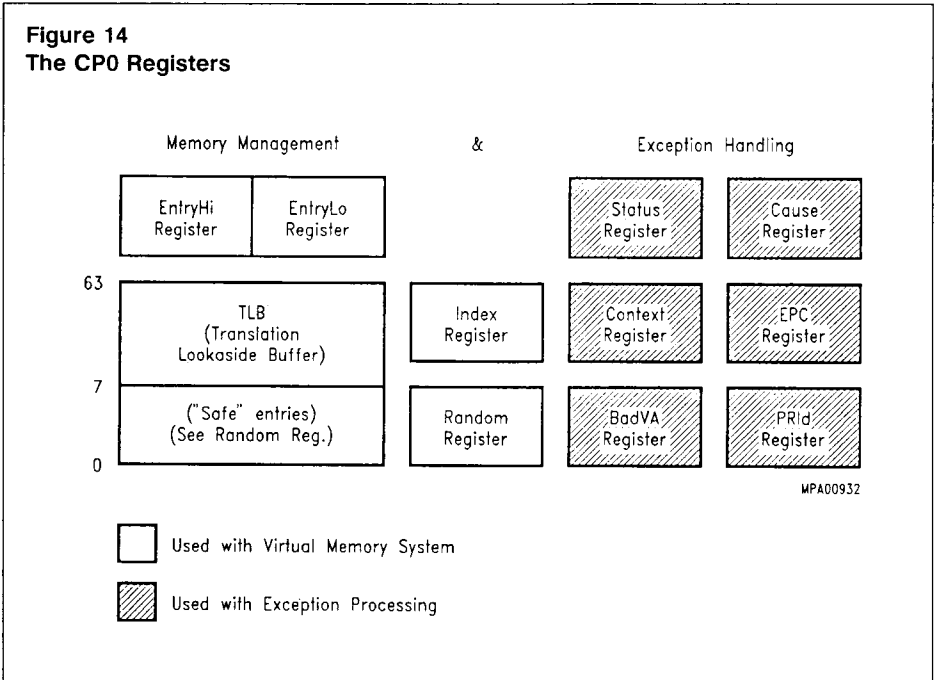 Figure 14
The CP0 Registers
Memory Management & Exception Handling
EntryHi
Register
EntryLo
Register
Status
Register
Cause
Register
63
TLB
(Translation
Lookaside Buffer)
Index
Register
Context
Register
EPC
Register
7
("Safe" entries)
(See Random Reg.)
Random
Register
BadVA
Register
PRId
Register
0
MPA00932
Used with Virtual Memory System
Used with Exception Processing